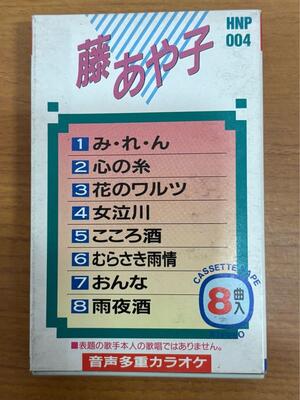 HNP
004
藤あや子
1 み・れ・ん
2 心の糸
3 花のワルツ
4 女泣川
5 こころ酒
6 むらさき雨情
7 おんな
8 雨夜酒
CASSETTE TAPE
8曲入
■表題の歌手本人の歌唱ではありません。
音声多重カラオケ